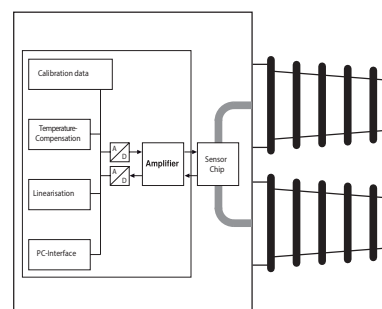 Calibration data
Temperature-
Compensation
A
D
Amplifier
Sensor
Chip
A
D
Linearisation
PC-Interface